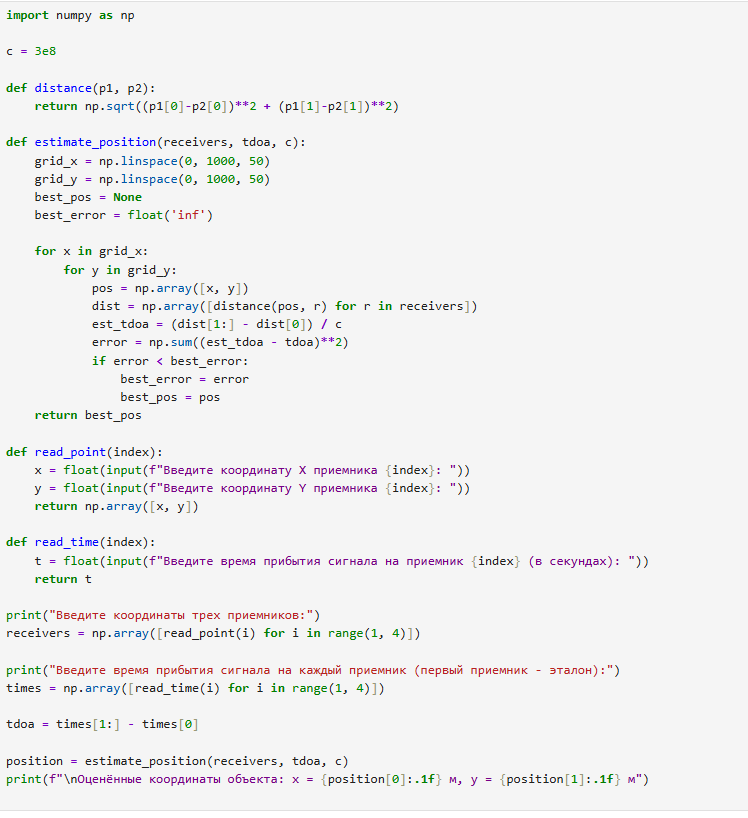 import numpy as np
c = 3e8
def distance(p1, p2):
    return np.sqrt((p1[0]-p2[0])**2 + (p1[1]-p2[1])**2)
def estimate_position(receivers, tdoa, c):
    grid_x = np.linspace(0, 1000, 50)
    grid_y = np.linspace(0, 1000, 50)
    best_pos = None
    best_error = float('inf')
    for x in grid_x:
        for y in grid_y:
            pos = np.array([x, y])
            dist = np.array([distance(pos, r) for r in receivers])
            est_tdoa = (dist[1:] - dist[0]) / c
            error = np.sum((est_tdoa - tdoa)**2)
            if error < best_error:
                best_error = error
                best_pos = pos
    return best_pos
def read_point(index):
    x = float(input(f"Введите координату X приемника {index}: "))
    y = float(input(f"Введите координату Y приемника {index}: "))
    return np.array([x, y])
def read_time(index):
    t = float(input(f"Введите время прибытия сигнала на приемник {index} (в секундах): "))
    return t
print("Введите координаты трех приемников:")
receivers = np.array([read_point(i) for i in range(1, 4)])
print("Введите время прибытия сигнала на каждый приемник (первый приемник - эталон):")
times = np.array([read_time(i) for i in range(1, 4)])
tdoa = times[1:] - times[0]
position = estimate_position(receivers, tdoa, c)
print(f"\nОценённые координаты объекта: x = {position[0]:.1f} м, y = {position[1]:.1f} м")